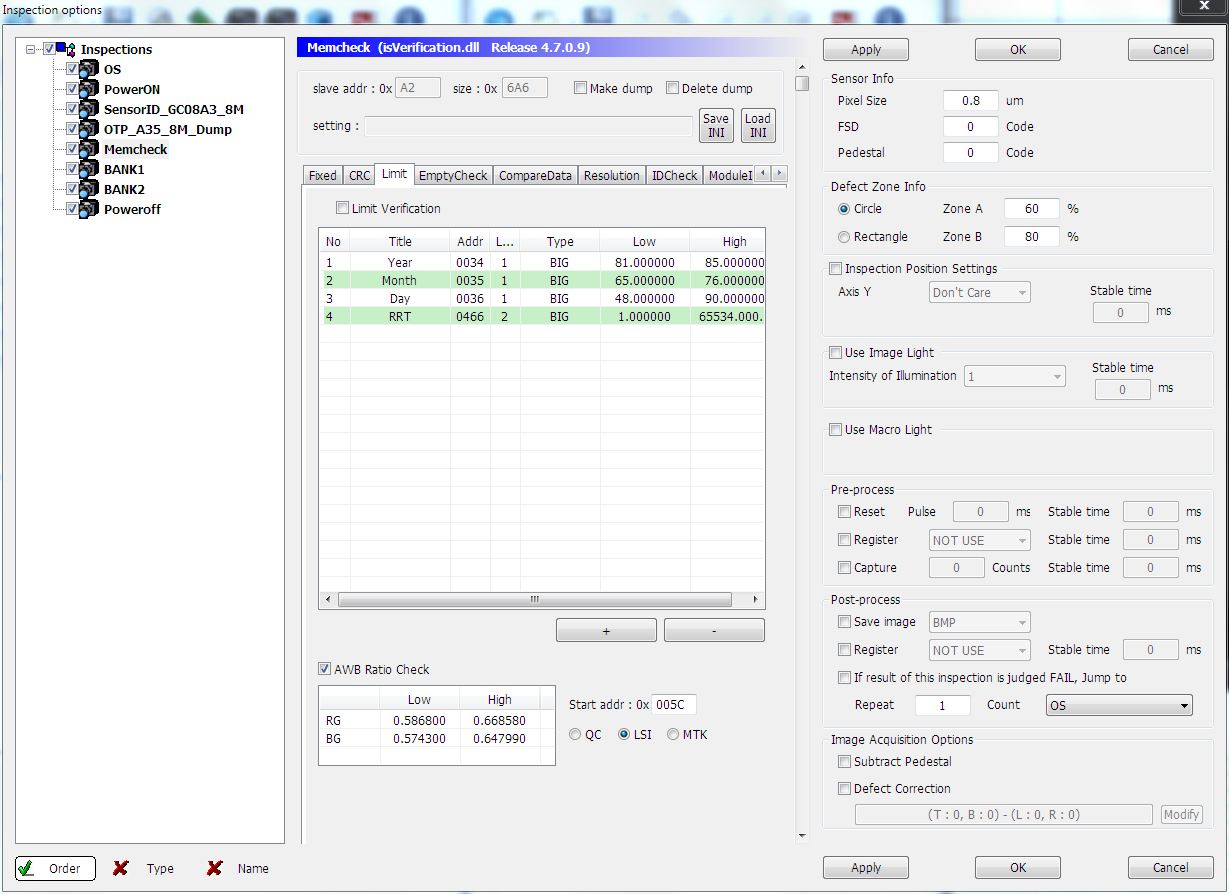 Inspection options
X
Inspections
OS
PowerON
SensorID_GC08A3_8M
OTP_A35_8M_Dump
Memcheck
BANK1
BANK2
Poweroff
Order Type Name
Memcheck (isVerification.dll Release 4.7.0.9)
slave addr : 0x A2 size : 0x 6A6 Make dump Delete dump
setting : Save INI Load INI
Fixed CRC Limit EmptyCheck CompareData Resolution IDCheck ModuleI
Limit Verification
No Title Addr L... Type Low High
1 Year 0034 1 BIG 81.000000 85.000000
2 Month 0035 1 BIG 65.000000 76.000000
3 Day 0036 1 BIG 48.000000 90.000000
4 RRT 0466 2 BIG 1.000000 65534.000.
+ -
AWB Ratio Check
Low High
RG 0.586800 0.668580
BG 0.574300 0.647990
Start addr : 0x 005C
QC LSI MTK
Apply OK Cancel
Sensor Info
Pixel Size 0.8 um
FSD 0 Code
Pedestal 0 Code
Defect Zone Info
Circle Zone A 60 %
Rectangle Zone B 80 %
Inspection Position Settings
Axis Y Don't Care Stable time
0 ms
Use Image Light
Intensity of Illumination 1 Stable time
0 ms
Use Macro Light
Pre-process
Reset Pulse 0 ms Stable time 0 ms
Register NOT USE Stable time 0 ms
Capture 0 Counts Stable time 0 ms
Post-process
Save image BMP
Register NOT USE Stable time 0 ms
If result of this inspection is judged FAIL, Jump to
Repeat 1 Count OS
Image Acquisition Options
Subtract Pedestal
Defect Correction
(T : 0, B : 0) - (L : 0, R : 0) Modify
Apply OK Cancel